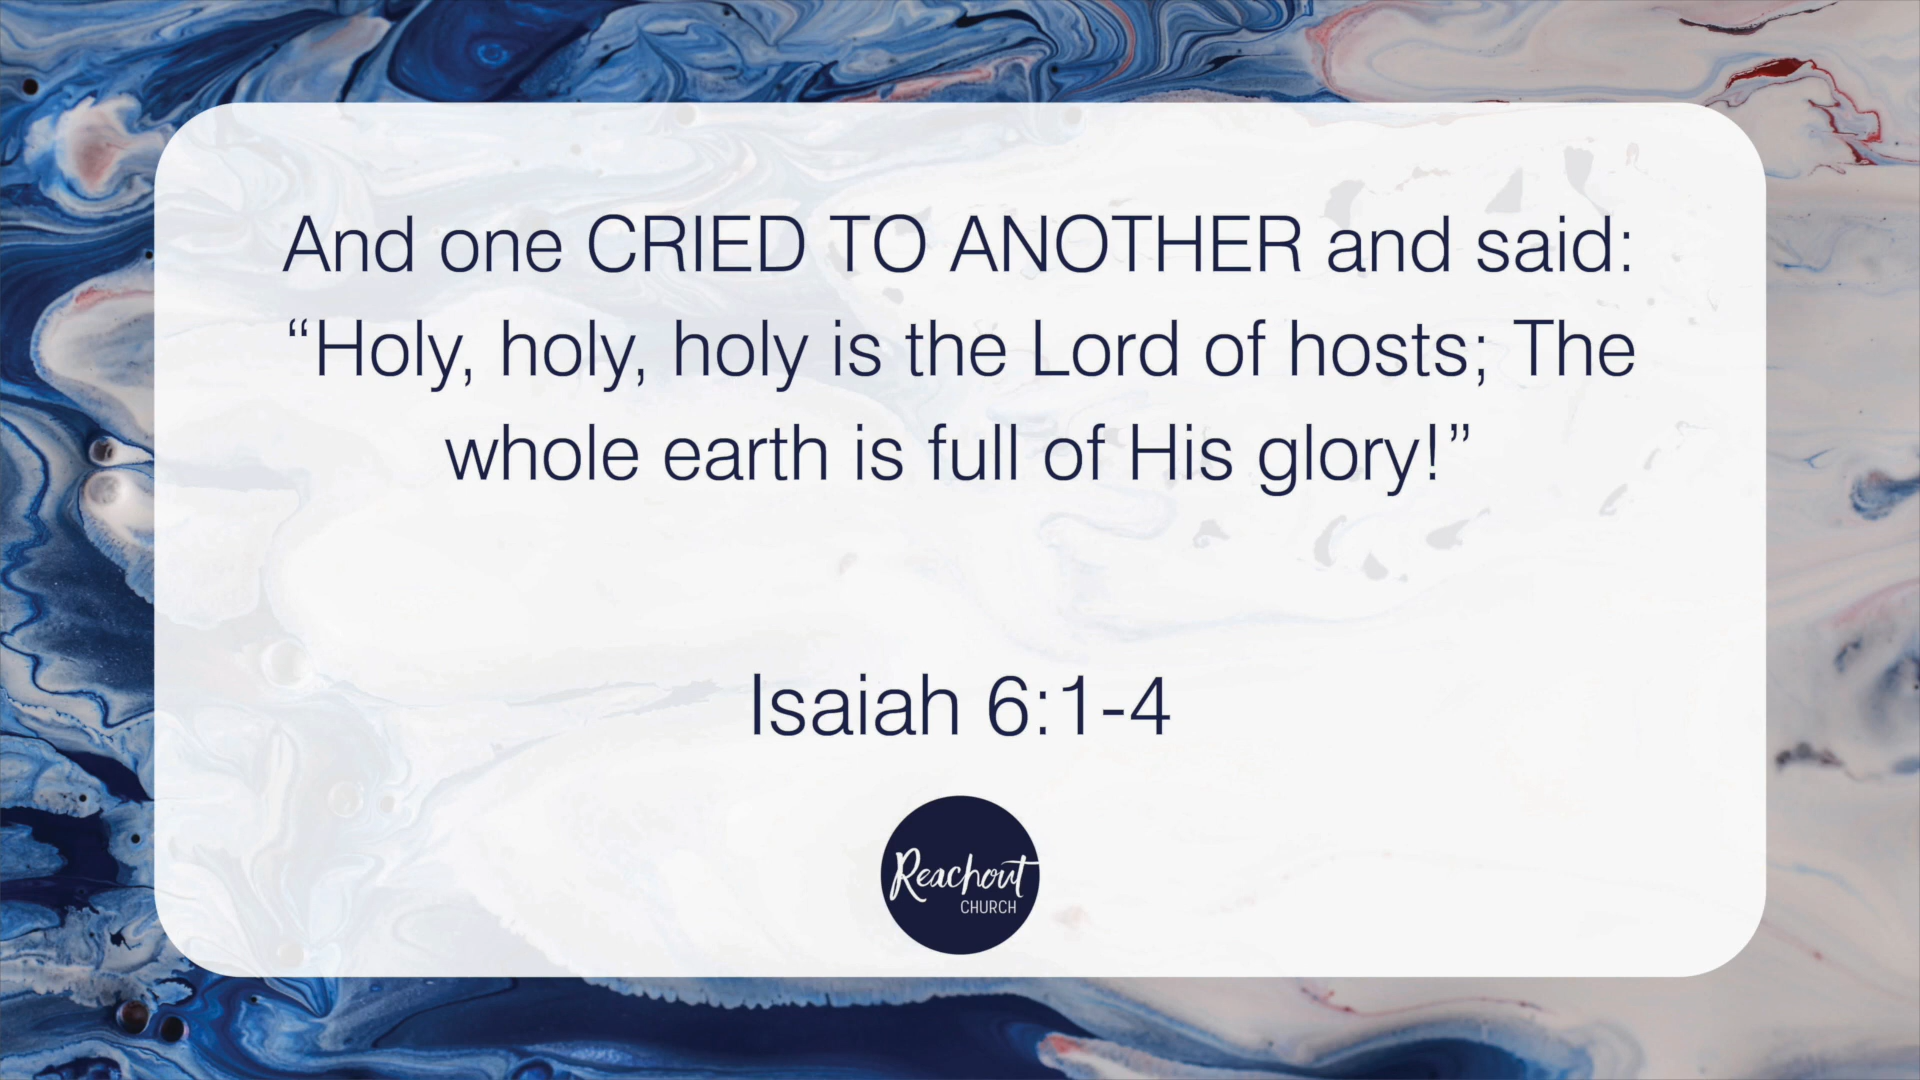 And one CRIED TO ANOTHER and said:
“Holy, holy, holy is the Lord of hosts; The
whole earth is full of His glory!”
Isaiah 6:1-4
Reachout
CHURCH